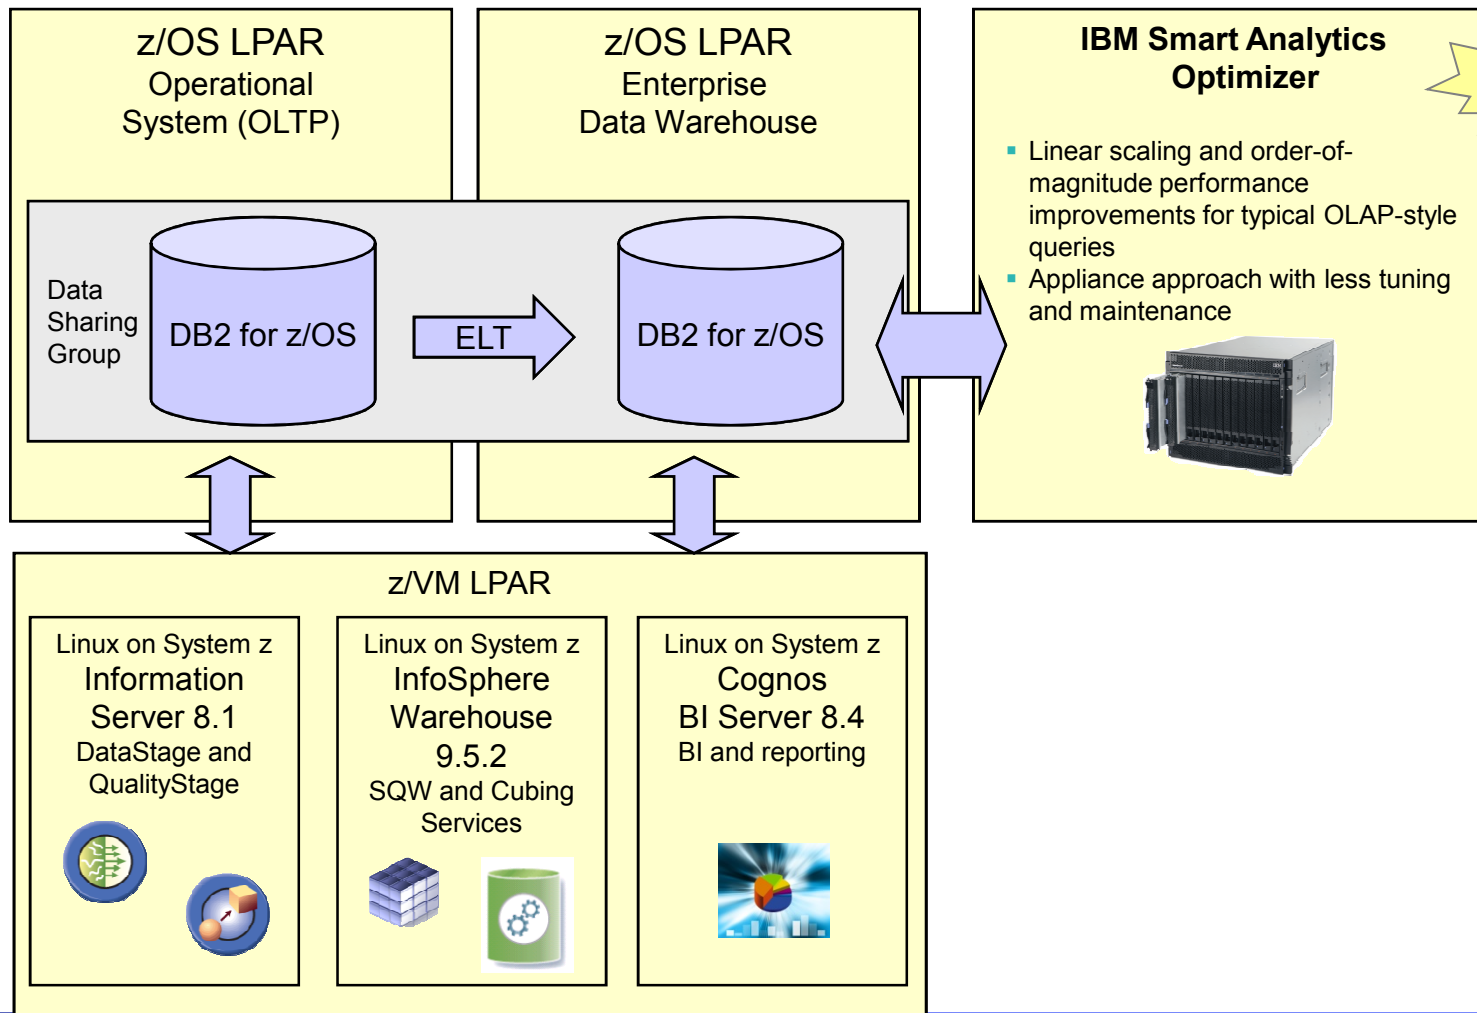 z/OS LPAR
Operational
System (OLTP)
z/OS LPAR
Enterprise
Data Warehouse
IBM Smart Analytics
Optimizer
Linear scaling and order-of-
magnitude performance
improvements for typical OLAP-style
queries
Appliance approach with less tuning
and maintenance
Data
Sharing
Group
DB2 for z/OS
ELT
DB2 for z/OS
z/VM LPAR
Linux on System z
Information
Server 8.1
DataStage and
QualityStage
Linux on System z
InfoSphere
Warehouse
9.5.2
SQW and Cubing
Services
Linux on System z
Cognos
BI Server 8.4
BI and reporting